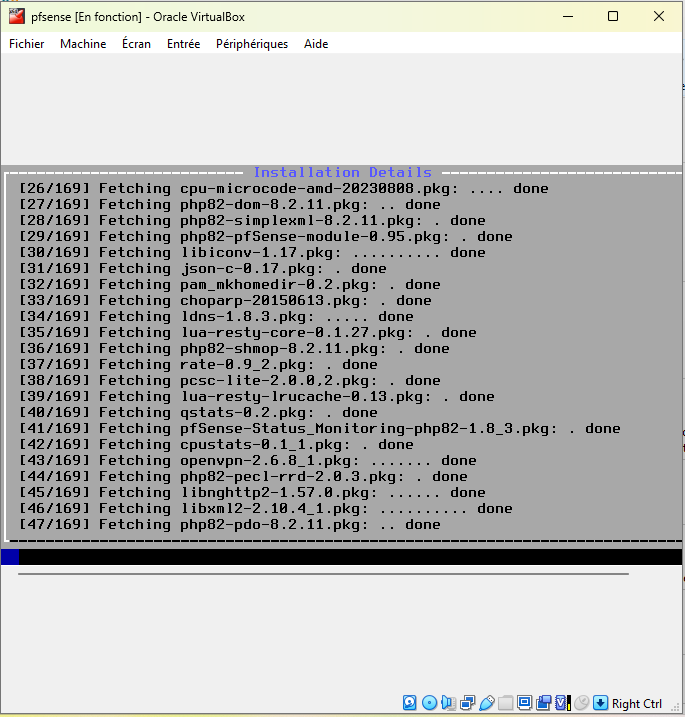 pfsense [En fonction] - Oracle VirtualBox
Fichier Machine Écran Entrée Périphériques Aide
Installation Details
[26/169] Fetching cpu-microcode-amd-20230808.pkg: .... done
[27/169] Fetching php82-dom-8.2.11.pkg: .. done
[28/169] Fetching php82-simplexml-8.2.11.pkg: . done
[29/169] Fetching php82-pfSense-module-0.95.pkg: . done
[30/169] Fetching libiconv-1.17.pkg: .......... done
[31/169] Fetching json-c-0.17.pkg: . done
[32/169] Fetching pam_mkhomedir-0.2.pkg: . done
[33/169] Fetching choparp-20150613.pkg: . done
[34/169] Fetching ldns-1.8.3.pkg: ..... done
[35/169] Fetching lua-resty-core-0.1.27.pkg: . done
[36/169] Fetching php82-shmop-8.2.11.pkg: . done
[37/169] Fetching rate-0.9_2.pkg: . done
[38/169] Fetching pcsc-lite-2.0.0,2.pkg: . done
[39/169] Fetching lua-resty-lrucache-0.13.pkg: . done
[40/169] Fetching qstats-0.2.pkg: . done
[41/169] Fetching pfSense-Status_Monitoring-php82-1.8_3.pkg: . done
[42/169] Fetching cpustats-0.1_1.pkg: . done
[43/169] Fetching openvpn-2.6.8_1.pkg: ....... done
[44/169] Fetching php82-pecl-rrd-2.0.3.pkg: . done
[45/169] Fetching libnghttp2-1.57.0.pkg: ...... done
[46/169] Fetching libxml2-2.10.4_1.pkg: .......... done
[47/169] Fetching php82-pdo-8.2.11.pkg: .. done
Right Ctrl